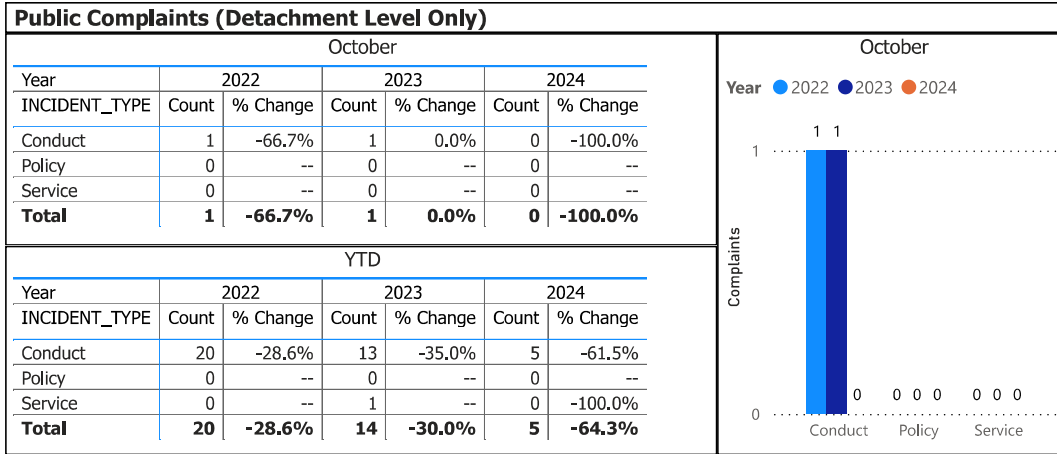 Public Complaints (Detachment Level Only)
October
Year 2022 2023 2024
INCIDENT_TYPE Count % Change Count % Change Count % Change
Conduct 1 -66.7% 1 0.0% 0 -100.0%
Policy 0 -- 0 -- 0 --
Service 0 -- 0 -- 0 --
Total 1 -66.7% 1 0.0% 0 -100.0%
YTD
Year 2022 2023 2024
INCIDENT_TYPE Count % Change Count % Change Count % Change
Conduct 20 -28.6% 13 -35.0% 5 -61.5%
Policy 0 -- 0 -- 0 --
Service 0 -- 1 -- 0 -100.0%
Total 20 -28.6% 14 -30.0% 5 -64.3%
October
Year 2022 2023 2024
1 1
1
Complaints
0 0 0 0 0 0 0
0
Conduct Policy Service